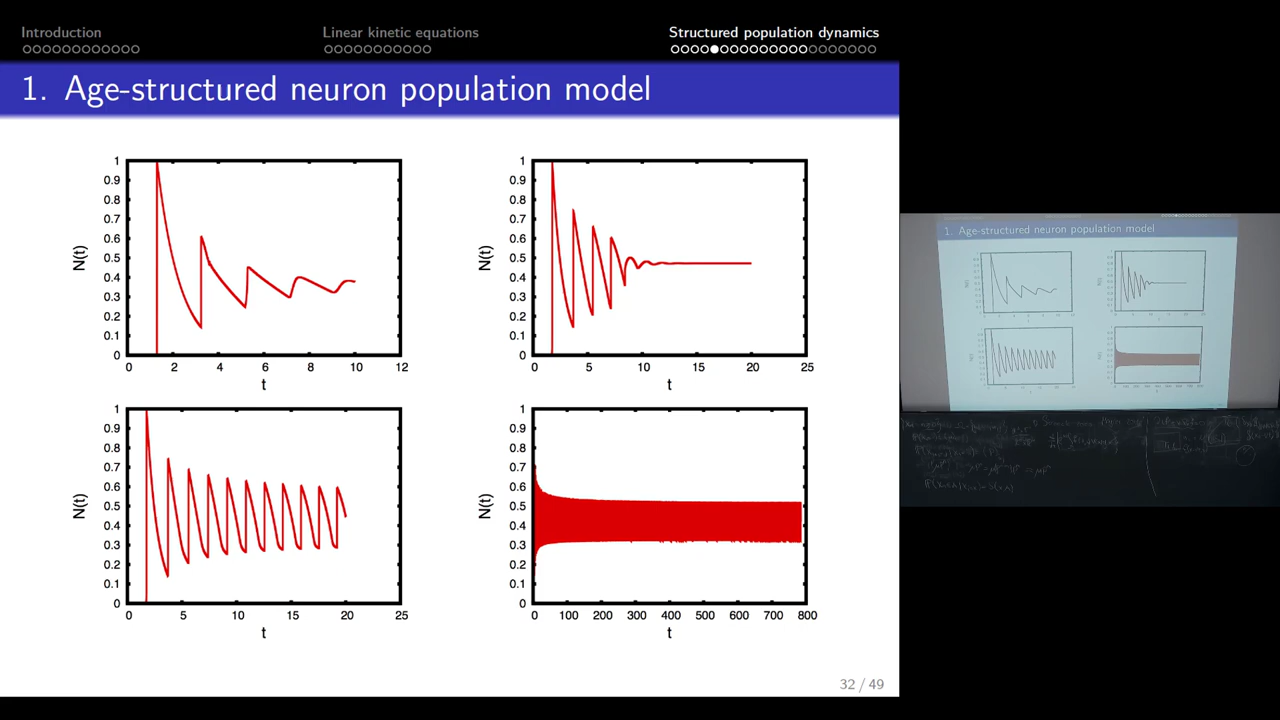 Introduction
Linear kinetic equations
Structured population dynamics
1. Age-structured neuron population model
1
0.9
0.8
0.7
0.6
0.5
0.4
0.3
0.2
0.1
0
N(t)
0 2 4 6 8 10 12
t
1
0.9
0.8
0.7
0.6
0.5
0.4
0.3
0.2
0.1
0
N(t)
0 5 10 15 20 25
t
1
0.9
0.8
0.7
0.6
0.5
0.4
0.3
0.2
0.1
0
N(t)
0 5 10 15 20 25
t
1
0.9
0.8
0.7
0.6
0.5
0.4
0.3
0.2
0.1
0
N(t)
0 100 200 300 400 500 600 700 800
t
32 / 49
1. Age-structured neuron population model